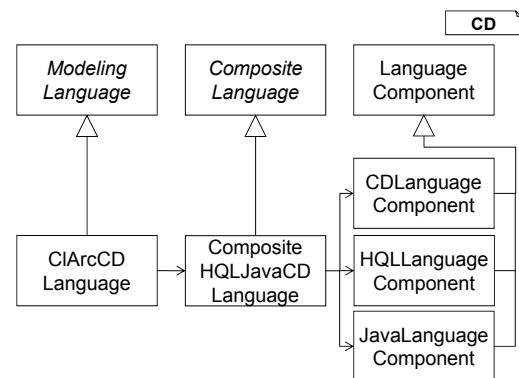 CD
Modeling
Language
Composite
Language
Language
Component
CDLanguage
Component
ClArcCD
Language
Composite
HQLJavaCD
Language
HQLLanguage
Component
JavaLanguage
Component